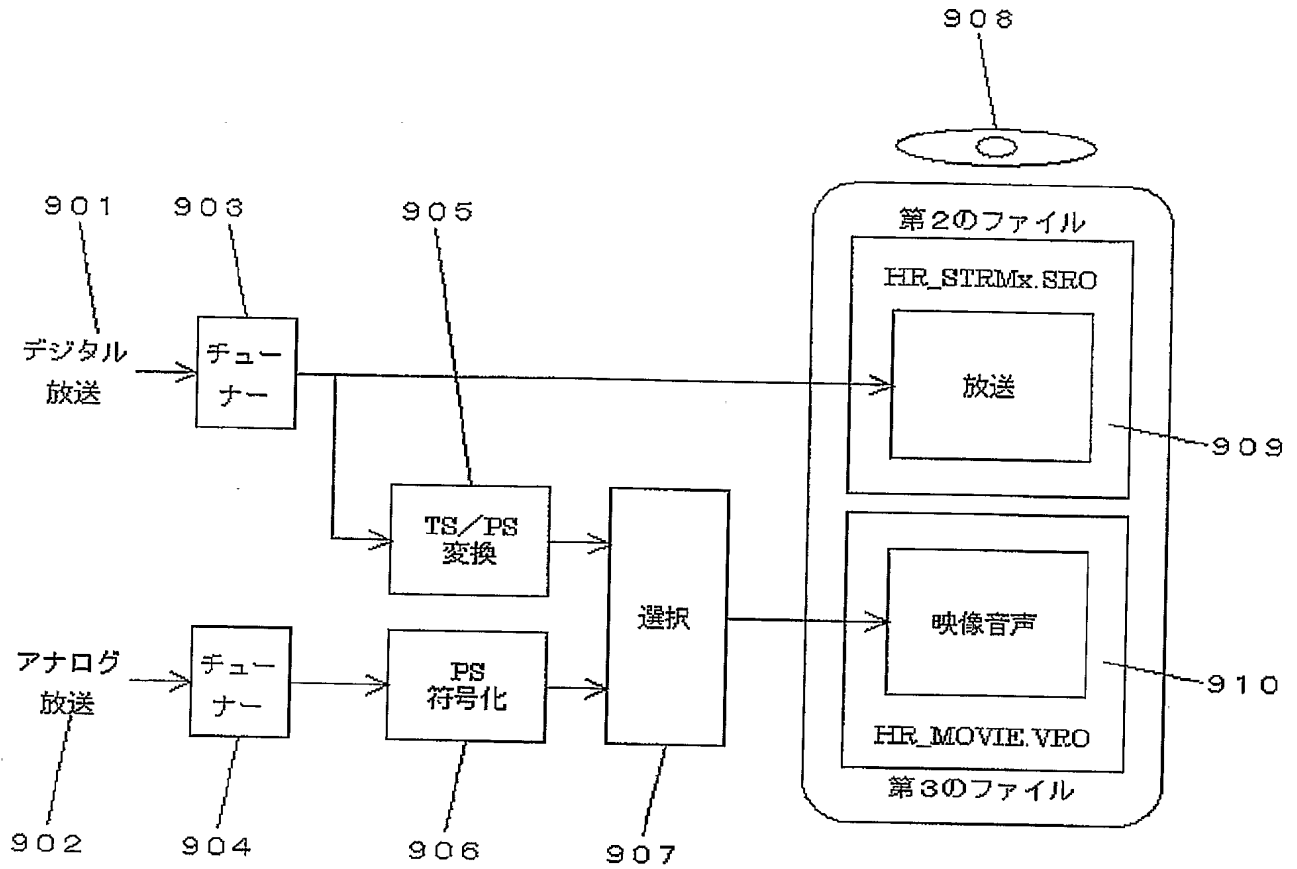 ９０８
９０１
９０３
９０５
第２のファイル
HR_STRMx.SRO
デジタル
放送
チュー
ナー
放送
９０９
TS／PS
変換
選択
映像音声
アナログ
放送
チュー
ナー
PS
符号化
９１０
HR_MOVIE.VRO
第３のファイル
９０２
９０４
９０６
９０７